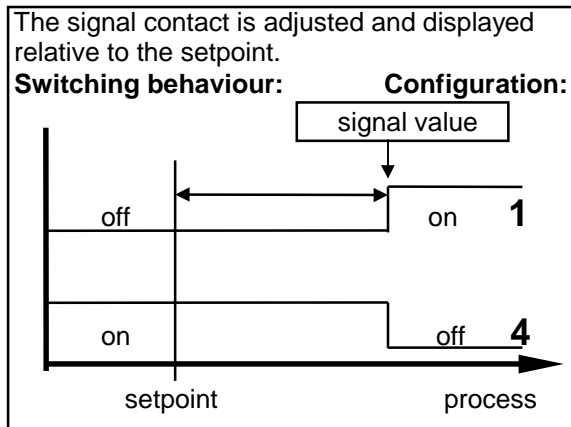 The signal contact is adjusted and displayed
relative to the setpoint.
Switching behaviour: Configuration:
signal value
off on 1
on off 4
setpoint process